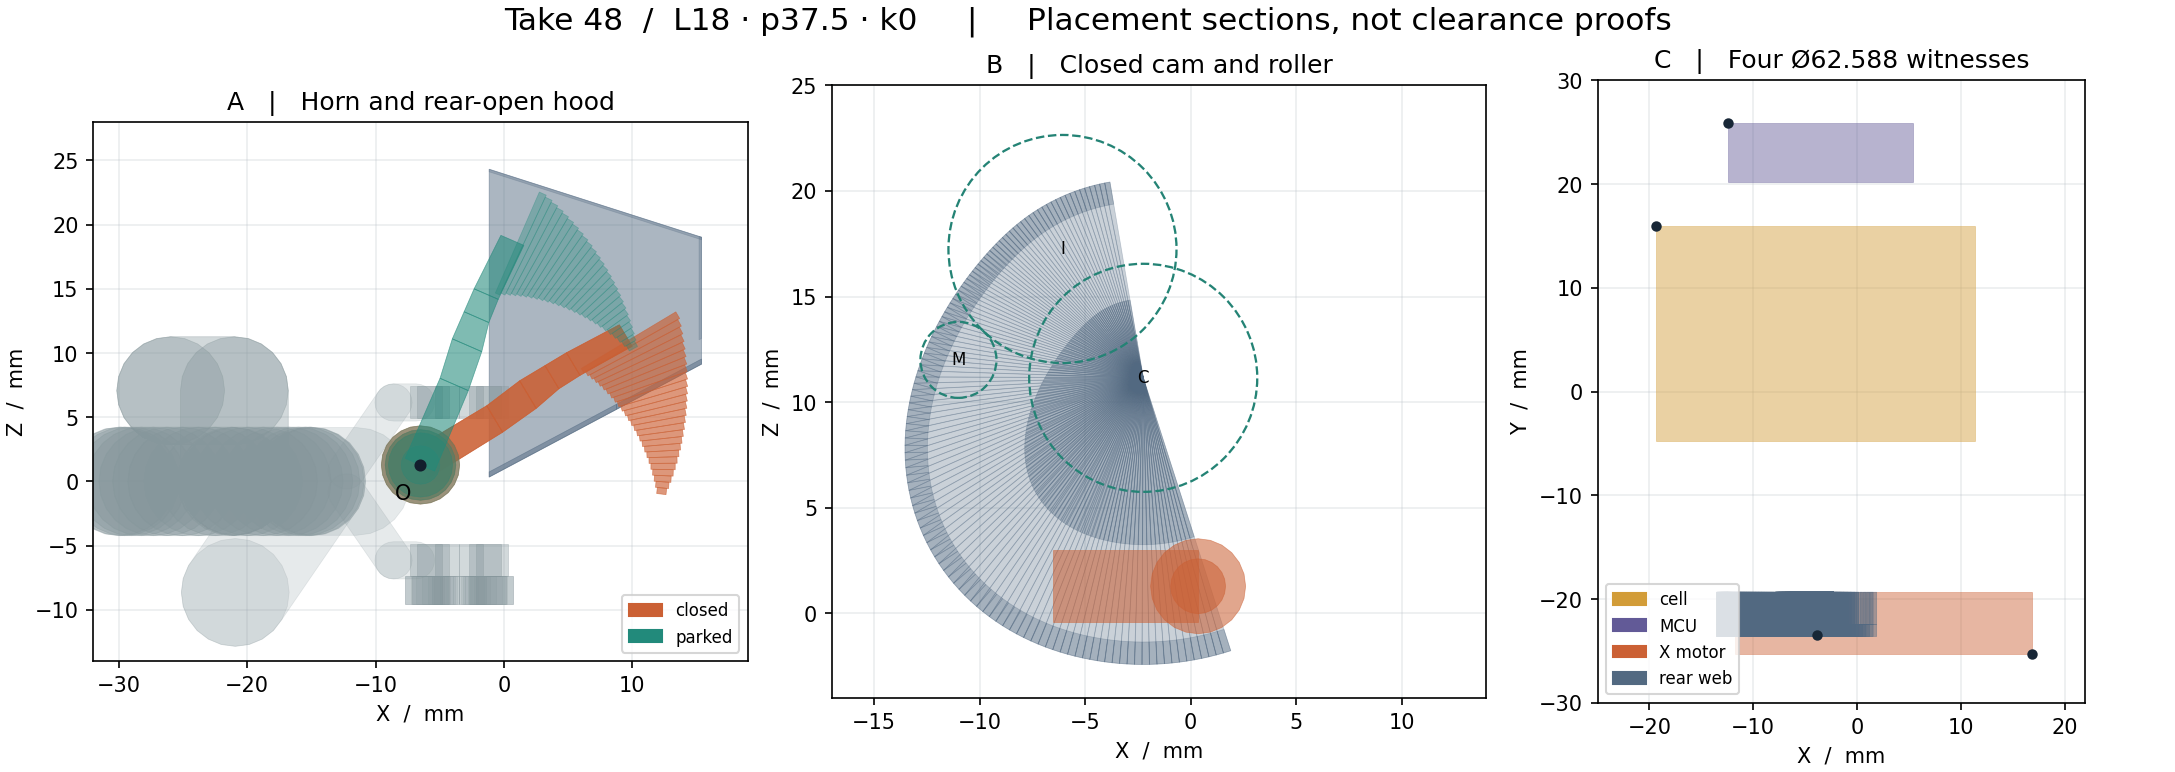 Take 48 / L18 · p37.5 · k0 | Placement sections, not clearance proofs
A | Horn and rear-open hood
25
20
15
10
5
0
−5
−10
Z / mm
−30
−20
−10
0
10
X / mm
O
closed
parked
B | Closed cam and roller
25
20
15
10
5
0
Z / mm
−15
−10
−5
0
5
10
X / mm
I
M
C
C | Four Ø62.588 witnesses
30
20
10
0
−10
−20
−30
Y / mm
−20
−10
0
10
20
X / mm
cell
MCU
X motor
rear web